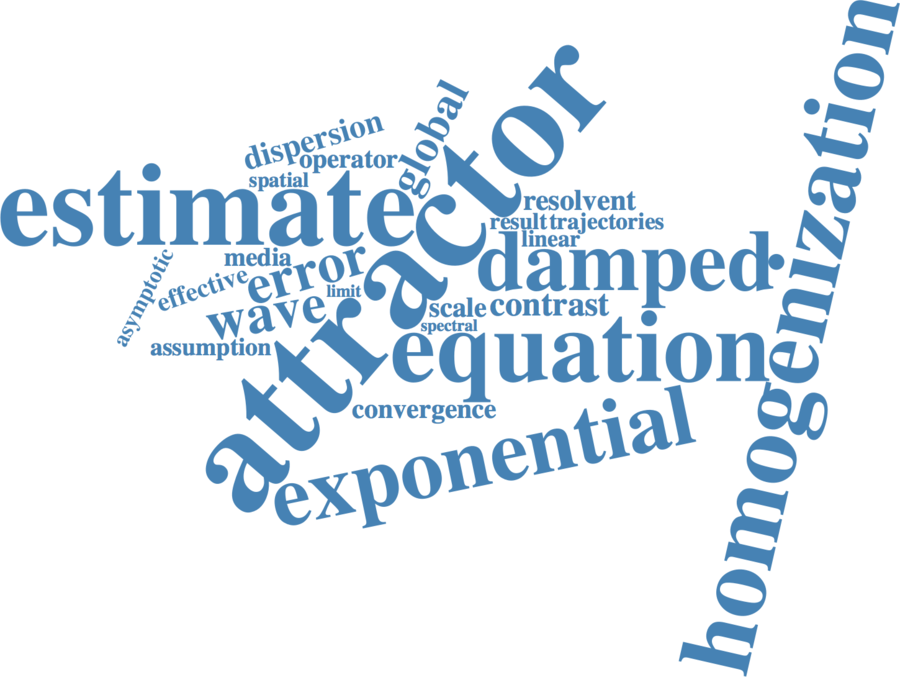 homogenization
attractor
global
dispersion
operator
spatial
estimate
resolvent
result trajectories
linear
damped
media
error
asymptotic
effective
limit
wave
scale contrast
spectral
equation
assumption
convergence
exponential